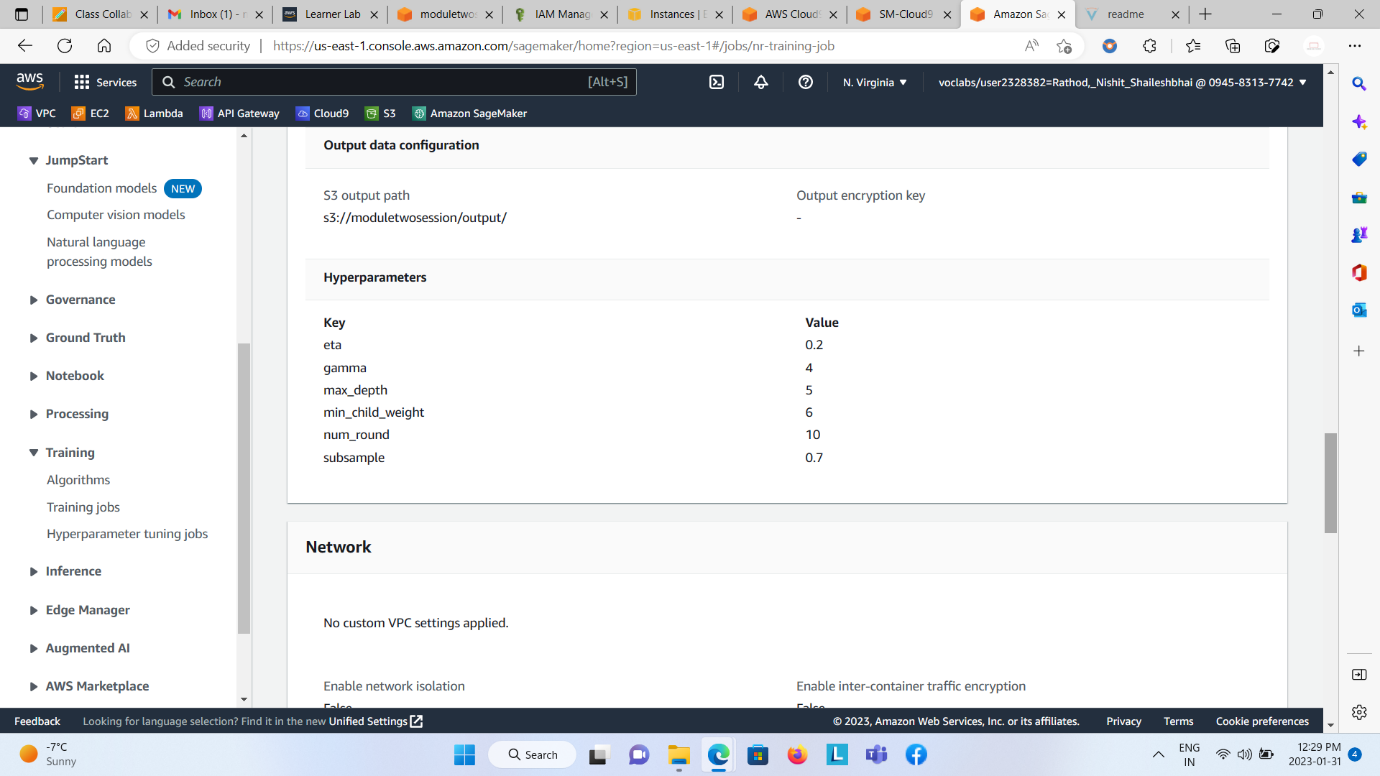 Class Collab
Inbox (1) - r
Learner Lab
moduletwos
IAM Manag
Instances | E
AWS Cloud
SM-Cloud9
Amazon Sag
readme
Added security
https://us-east-1.console.aws.amazon.com/sagemaker/home?region=us-east-1#/jobs/nr-training-job
aws
Services
Search
[Alt+S]
N. Virginia
voclabs/user2328382=Rathod,_Nishit_Shaileshbhai @ 0945-8313-7742
VPC
EC2
Lambda
API Gateway
Cloud9
S3
Amazon SageMaker
JumpStart
Foundation models NEW
Computer vision models
Natural language
processing models
Governance
Ground Truth
Notebook
Processing
Training
Algorithms
Training jobs
Hyperparameter tuning jobs
Inference
Edge Manager
Augmented AI
AWS Marketplace
Output data configuration
S3 output path
s3://moduletwosession/output/
Output encryption key
-
Hyperparameters
Key Value
eta 0.2
gamma 4
max_depth 5
min_child_weight 6
num_round 10
subsample 0.7
Network
No custom VPC settings applied.
Enable network isolation
False
Enable inter-container traffic encryption
False
Feedback
Looking for language selection? Find it in the new Unified Settings
© 2023, Amazon Web Services, Inc. or its affiliates.
Privacy
Terms
Cookie preferences
-7°C
Sunny
Search
ENG
IN
12:29 PM
2023-01-31
4